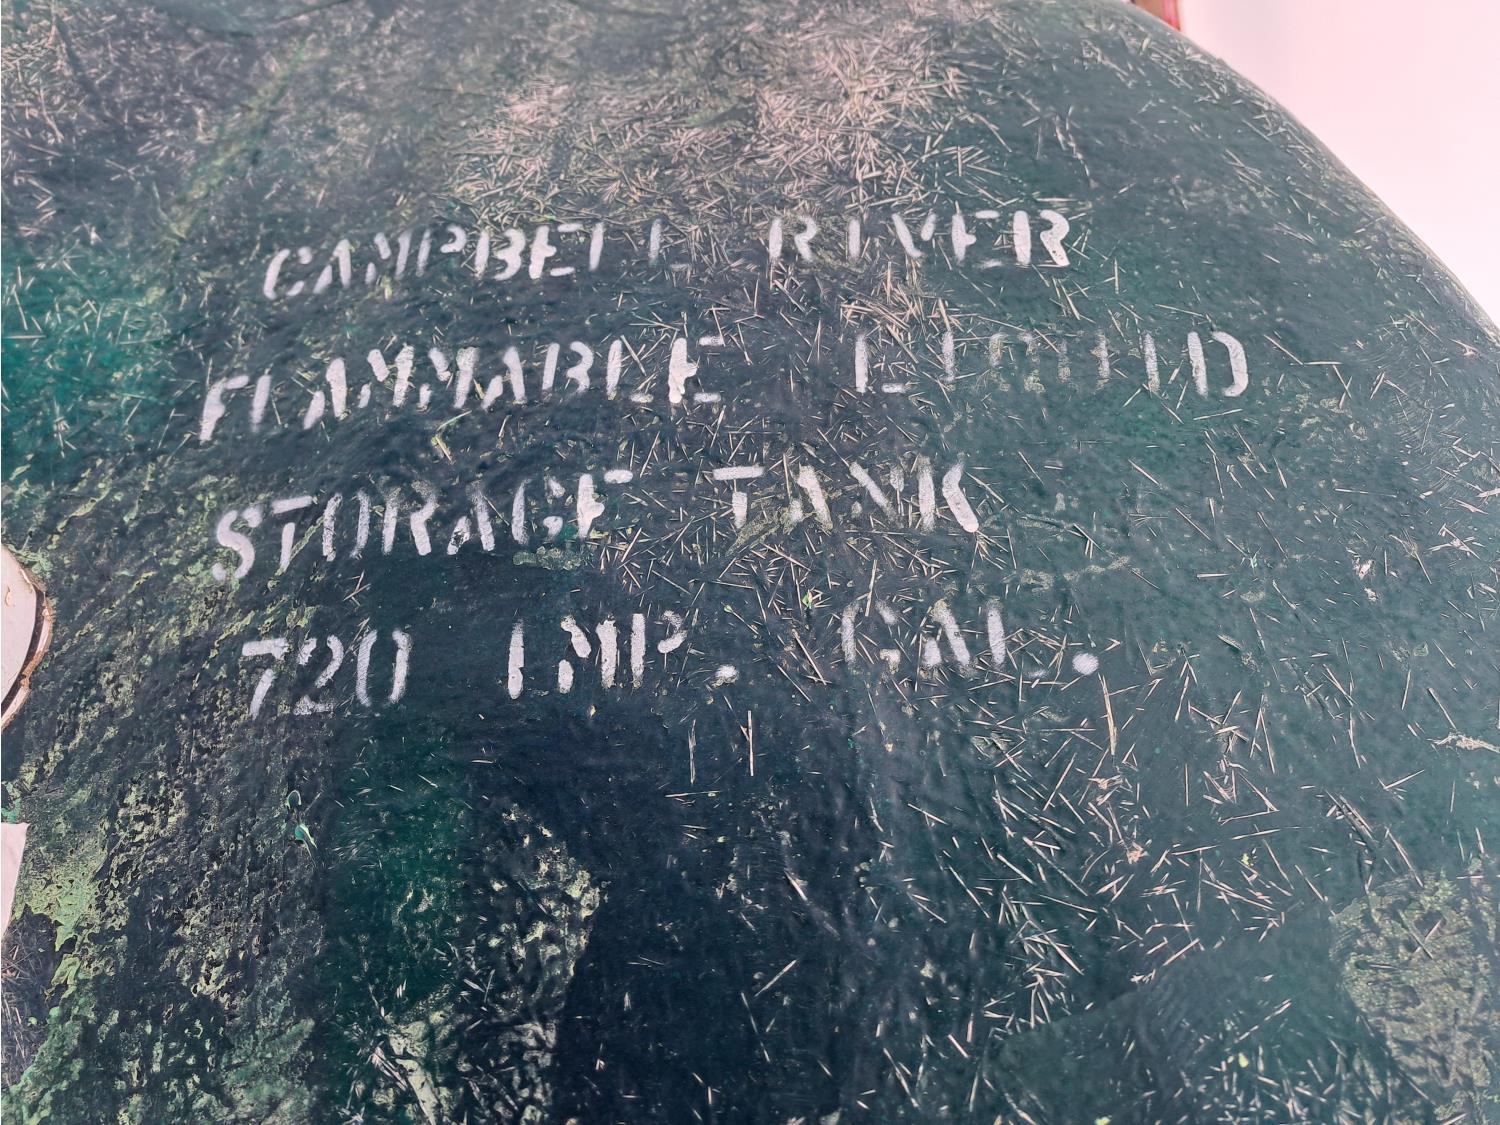 CAMPBELL RIVER
FLAMMABLE LIQUID
STORAGE TANK
720 IMP. GAL.